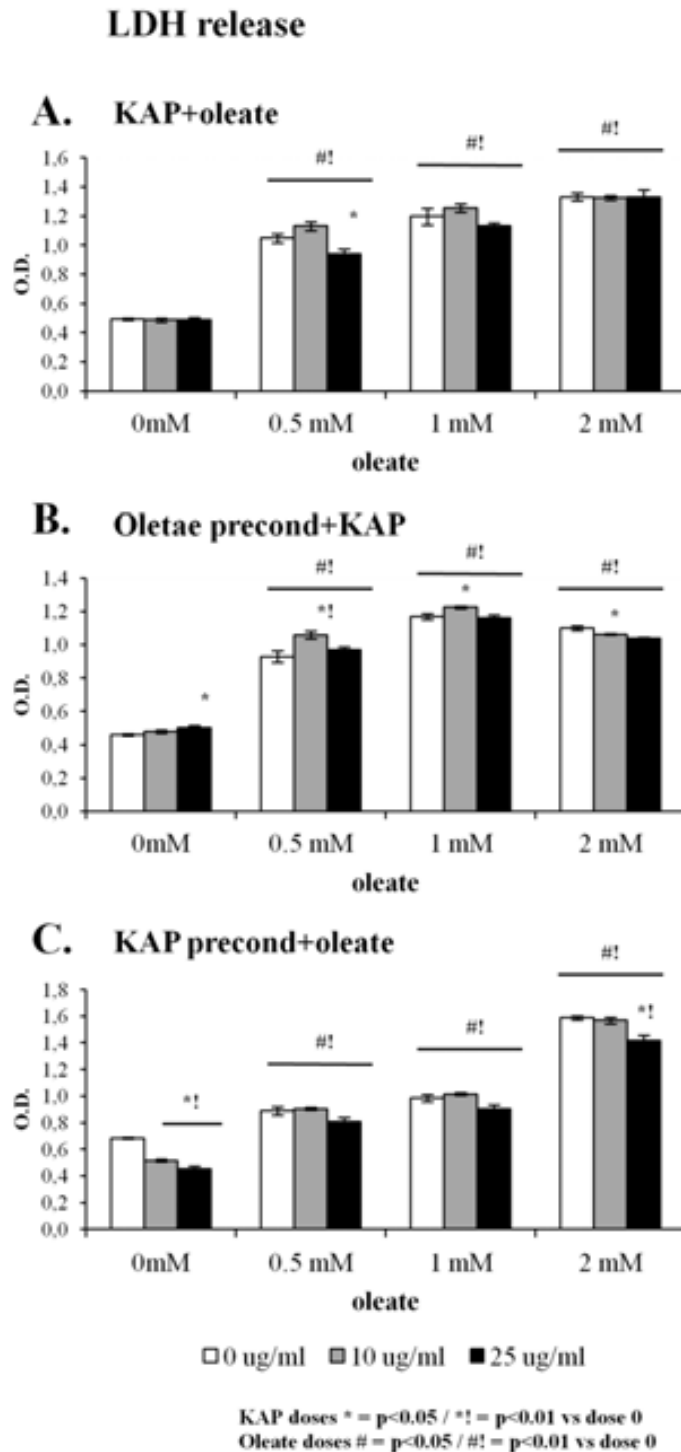 LDH release
A. KAP+oleate
#! #! #!
*
1,6
1,4
1,2
1,0
0,8
0,6
0,4
0,2
0,0
O.D.
0mM 0.5 mM 1 mM 2 mM
oleate
B. Oletae precond+KAP
#! #! #!
* *! * *
1,4
1,2
1,0
0,8
0,6
0,4
0,2
0,0
O.D.
0mM 0.5 mM 1 mM 2 mM
oleate
C. KAP precond+oleate
*! #! #! #!
*!
1,8
1,6
1,4
1,2
1,0
0,8
0,6
0,4
0,2
0,0
O.D.
0mM 0.5 mM 1 mM 2 mM
oleate
0 ug/ml 10 ug/ml 25 ug/ml
KAP doses * = p<0.05 / *! = p<0.01 vs dose 0
Oleate doses # = p<0.05 / #! = p<0.01 vs dose 0